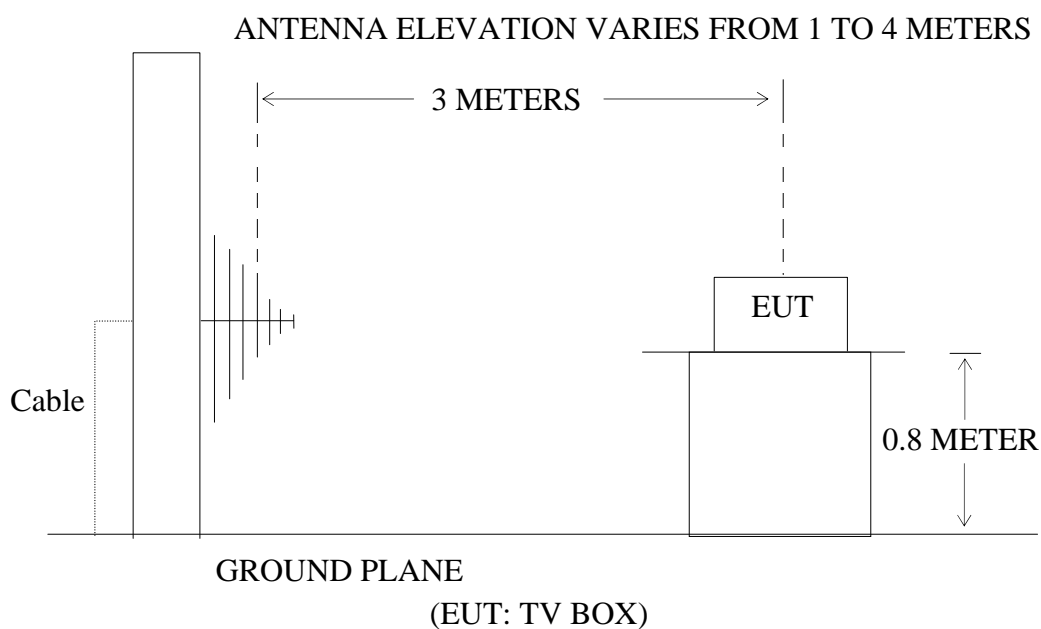 ANTENNA ELEVATION VARIES FROM 1 TO 4 METERS
3 METERS
EUT
Cable
0.8 METER
GROUND PLANE
(EUT: TV BOX)